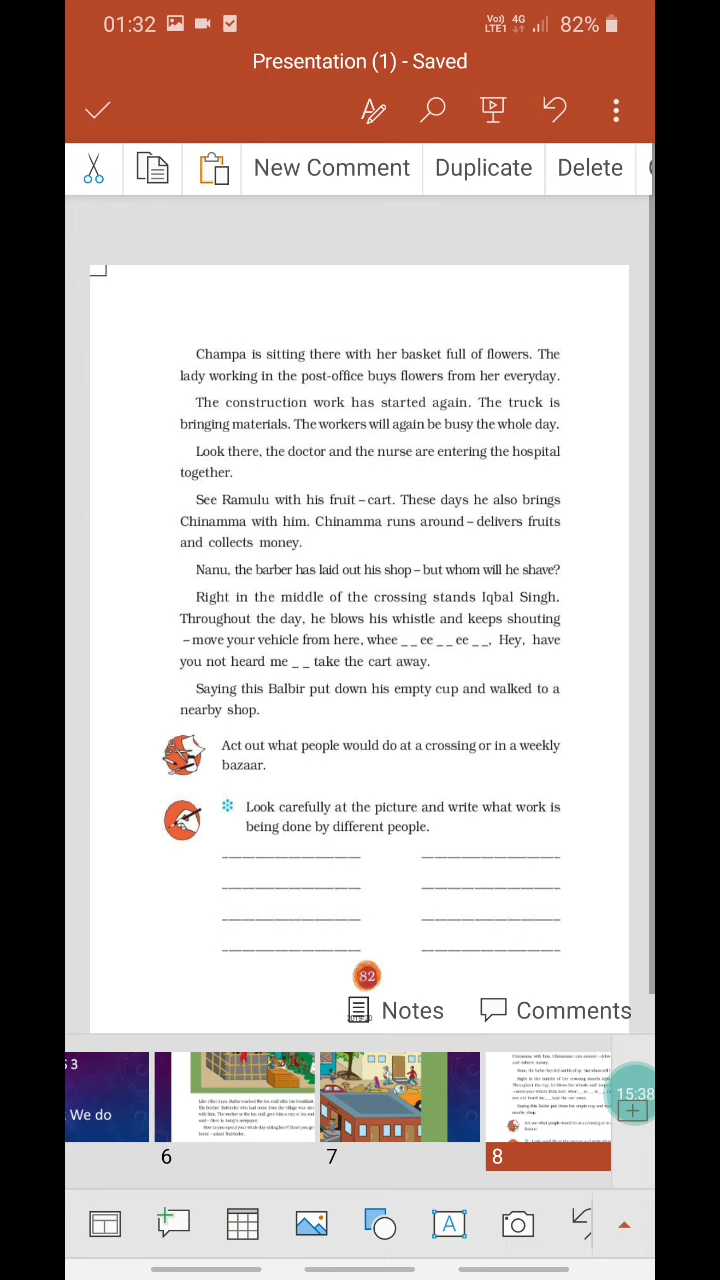 01:32
Vo)) 4G
LTE1
82%
Presentation (1) - Saved
New Comment
Duplicate
Delete
Champa is sitting there with her basket full of flowers. The
lady working in the post-office buys flowers from her everyday.
The construction work has started again. The truck is
bringing materials. The workers will again be busy the whole day.
Look there, the doctor and the nurse are entering the hospital
together.
See Ramulu with his fruit – cart. These days he also brings
Chinamma with him. Chinamma runs around – delivers fruits
and collects money.
Nanu, the barber has laid out his shop – but whom will he shave?
Right in the middle of the crossing stands Iqbal Singh.
Throughout the day, he blows his whistle and keeps shouting
– move your vehicle from here, whee _ _ ee _ _ ee _ _, Hey, have
you not heard me _ _ take the cart away.
Saying this Balbir put down his empty cup and walked to a
nearby shop.
Act out what people would do at a crossing or in a weekly
bazaar.
Look carefully at the picture and write what work is
being done by different people.
82
Notes
Comments
S 3
We do
6
7
8
15:38
A